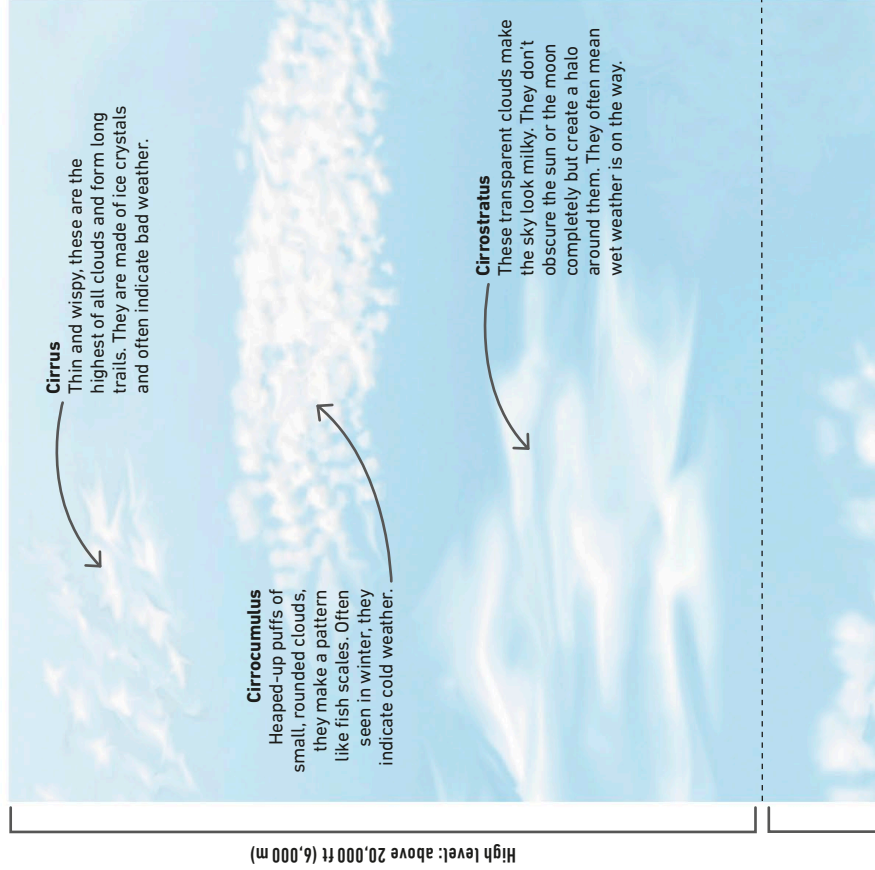 Cirrus
Thin and wispy, these are the
highest of all clouds and form long
trails. They are made of ice crystals
and often indicate bad weather.
Cirrocumulus
Heaped-up puffs of
small, rounded clouds,
they make a pattern
like fish scales. Often
seen in winter, they
indicate cold weather.
Cirrostratus
These transparent clouds make
the sky look milky. They don't
obscure the sun or the moon
completely but create a halo
around them. They often mean
wet weather is on the way.
High level: above 20,000 ft (6,000 m)